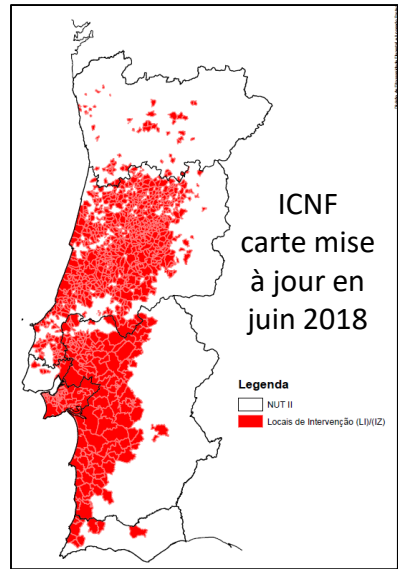 ICNF
carte mise
à jour en
juin 2018
Legenda
NUT II
Locais de Intervenção (LI)/(IZ)